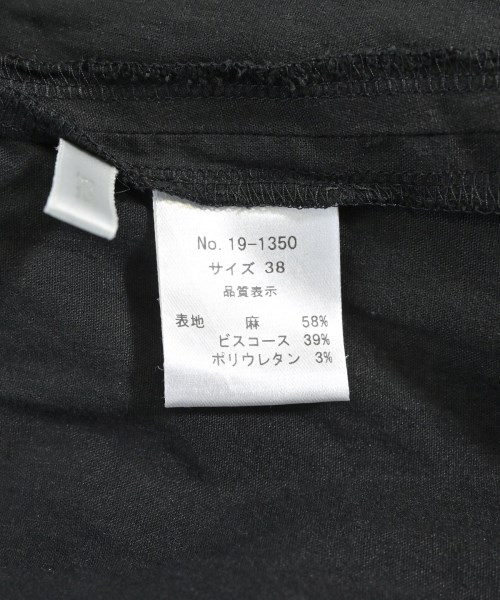 No. 19-1350
サイズ 38
品質表示
表地 麻 58%
ビスコース 39%
ポリウレタン 3%